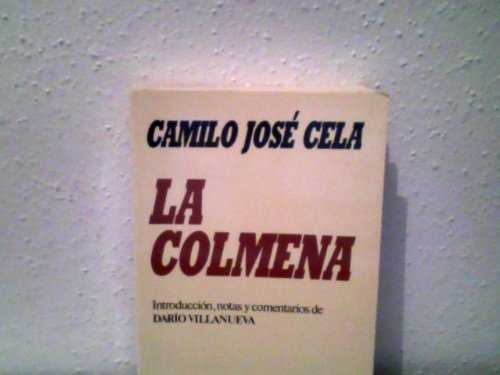 CAMILO JOSÉ CELA
LA
COLMENA
Introducción, notas y comentarios de
DARÍO VILLANUEVA